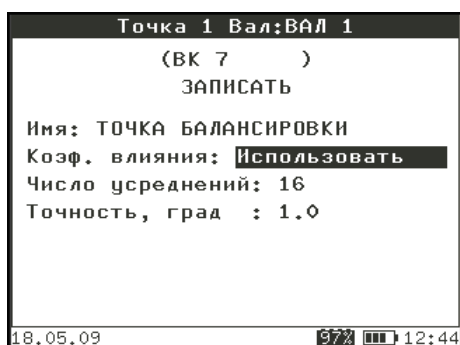 Точка 1 Вал:ВАЛ 1
(ВК 7 )
ЗАПИСАТЬ
Имя: ТОЧКА БАЛАНСИРОВКИ
Коэф. влияния: Использовать
Число усреднений: 16
Точность, град : 1.0
18.05.09 97% 12:44